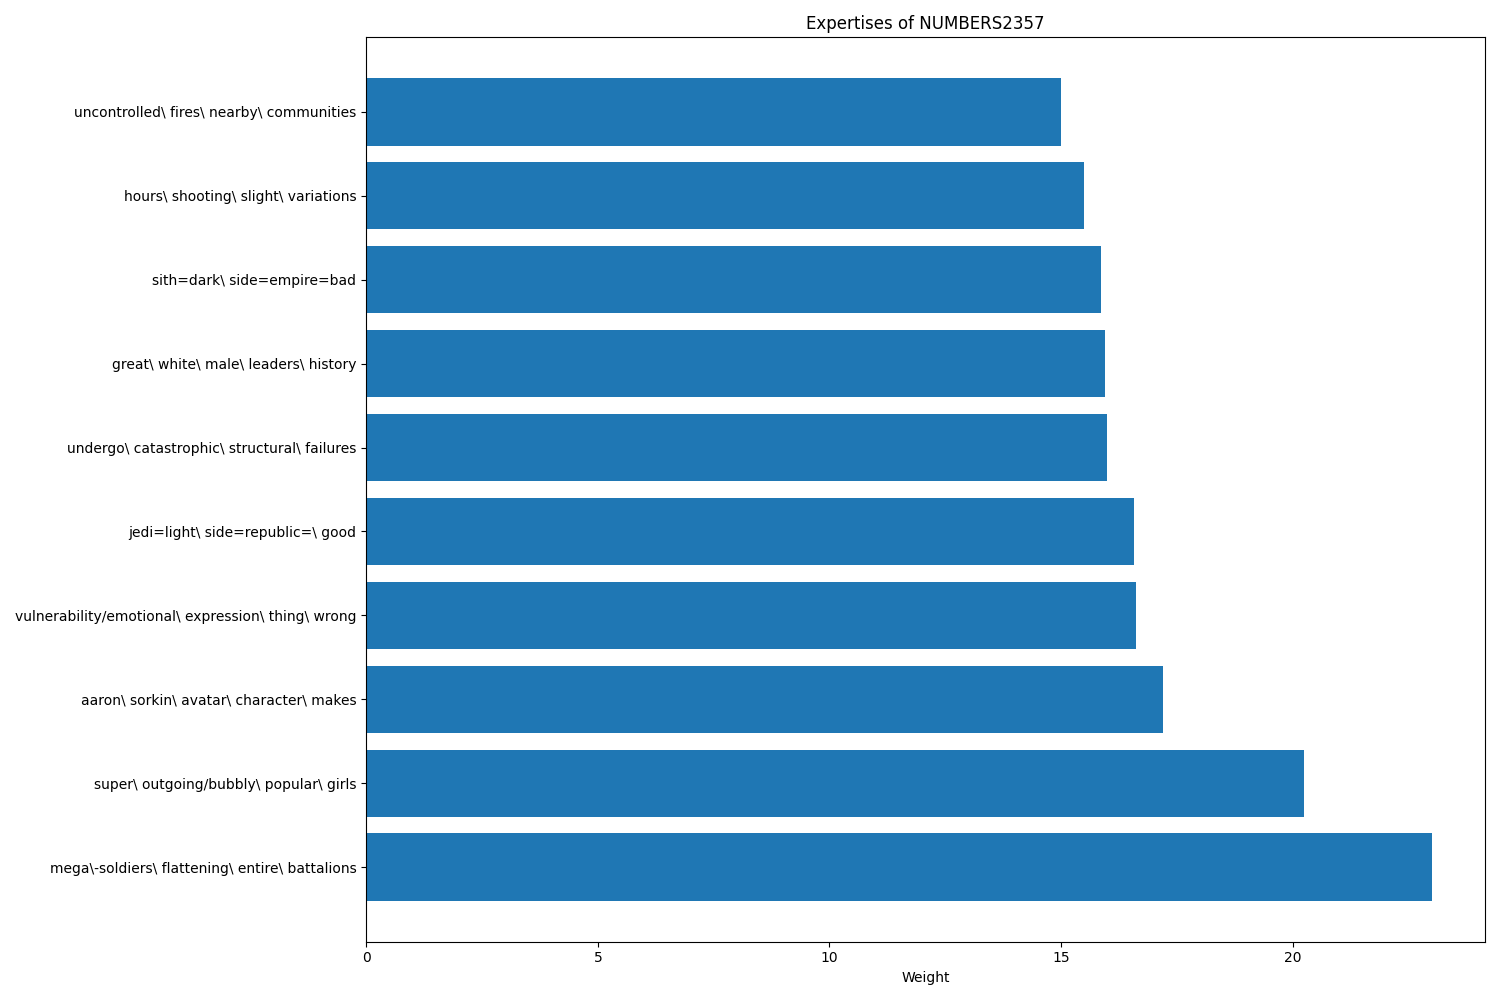 Expertises of NUMBERS2357
uncontrolled\ fires\ nearby\ communities
hours\ shooting\ slight\ variations
sith=dark\ side=empire=bad
great\ white\ male\ leaders\ history
undergo\ catastrophic\ structural\ failures
jedi=light\ side=republic=\ good
vulnerability/emotional\ expression\ thing\ wrong
aaron\ sorkin\ avatar\ character\ makes
super\ outgoing/bubbly\ popular\ girls
mega\-soldiers\ flattening\ entire\ battalions
0 5 10 15 20
Weight